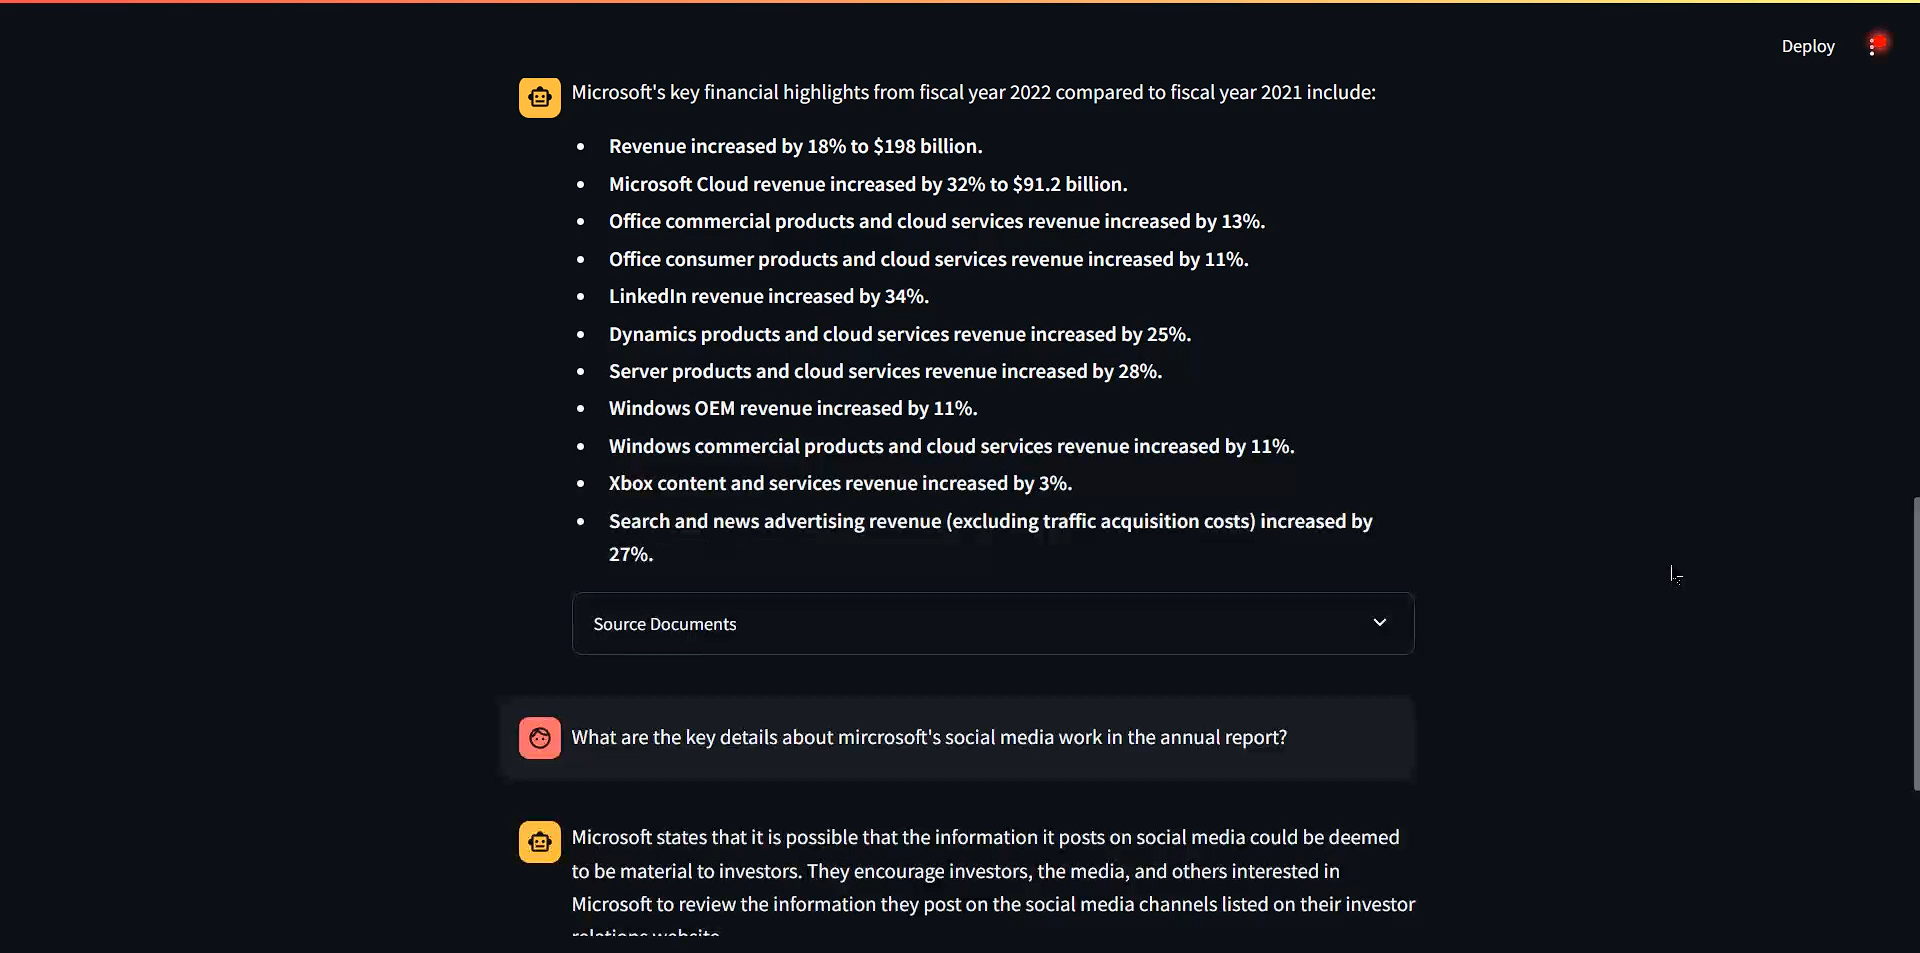 Deploy
Microsoft's key financial highlights from fiscal year 2022 compared to fiscal year 2021 include:
• Revenue increased by 18% to $198 billion.
• Microsoft Cloud revenue increased by 32% to $91.2 billion.
• Office commercial products and cloud services revenue increased by 13%.
• Office consumer products and cloud services revenue increased by 11%.
• LinkedIn revenue increased by 34%.
• Dynamics products and cloud services revenue increased by 25%.
• Server products and cloud services revenue increased by 28%.
• Windows OEM revenue increased by 11%.
• Windows commercial products and cloud services revenue increased by 11%.
• Xbox content and services revenue increased by 3%.
• Search and news advertising revenue (excluding traffic acquisition costs) increased by
27%.
Source Documents
What are the key details about mircrosoft's social media work in the annual report?
Microsoft states that it is possible that the information it posts on social media could be deemed
to be material to investors. They encourage investors, the media, and others interested in
Microsoft to review the information they post on the social media channels listed on their investor
relations website.